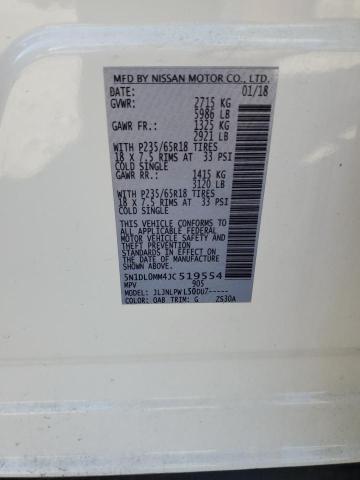 MFD BY NISSAN MOTOR CO., LTD.
DATE: 01/18
GVWR: 2715 KG
5986 LB
GAWR FR.: 1325 KG
2921 LB
WITH P235/65R18 TIRES
18 X 7.5 RIMS AT 33 PSI
COLD SINGLE
GAWR RR.: 1415 KG
3120 LB
WITH P235/65R18 TIRES
18 X 7.5 RIMS AT 33 PSI
COLD SINGLE
THIS VEHICLE CONFORMS TO
ALL APPLICABLE FEDERAL
MOTOR VEHICLE SAFETY
STANDARDS IN EFFECT ON
THE DATE OF MANUFACTURE
SHOWN ABOVE.
5N1DL0MM4JC519554
MPV 905
MODEL: JLJNLPWL50DU7-----
COLOR: QAB TRIM: G ZS30A